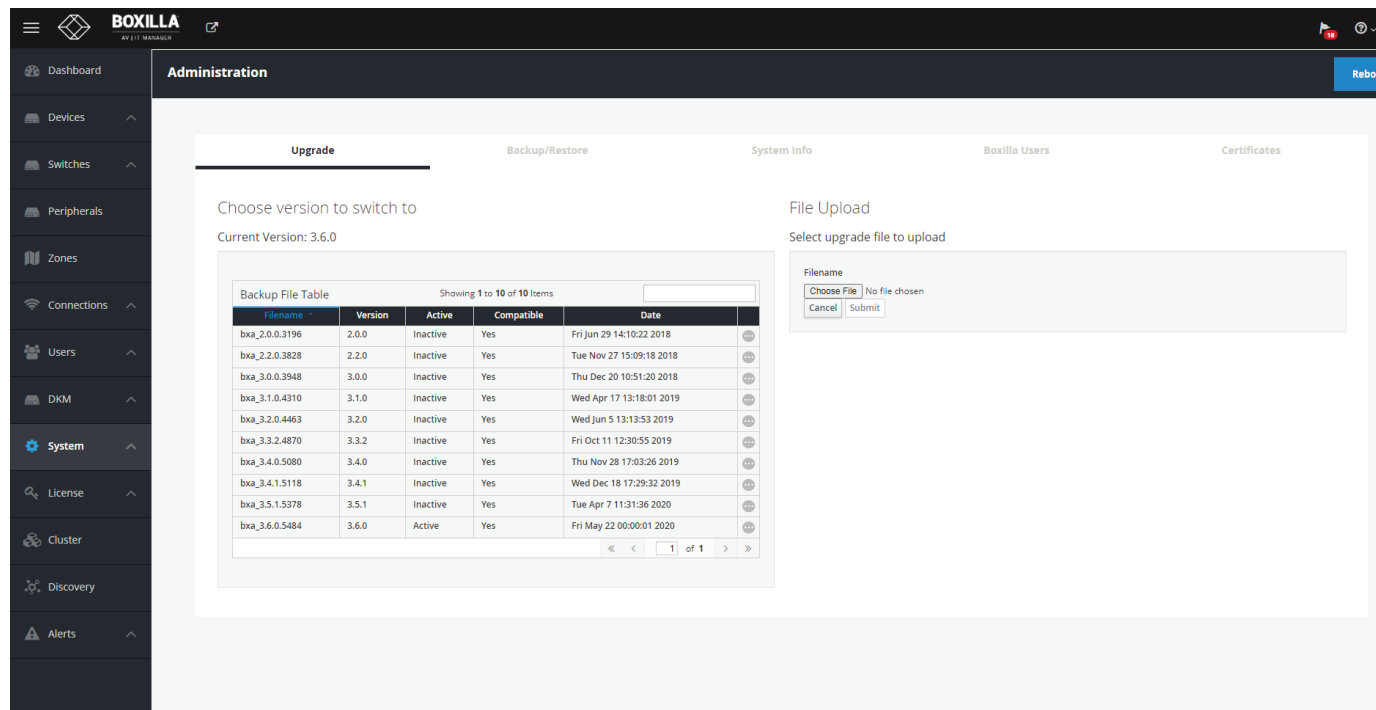 BOXILLA
AV | IT MANAGER
18
Dashboard
Devices
Switches
Peripherals
Zones
Connections
Users
DKM
System
License
Cluster
Discovery
Alerts
Administration
Rebo
Upgrade Backup/Restore System Info Boxilla Users Certificates
Choose version to switch to
Current Version: 3.6.0
Backup File Table Showing 1 to 10 of 10 Items
Filename Version Active Compatible Date
bxa_2.0.0.3196 2.0.0 Inactive Yes Fri Jun 29 14:10:22 2018
bxa_2.2.0.3828 2.2.0 Inactive Yes Tue Nov 27 15:09:18 2018
bxa_3.0.0.3948 3.0.0 Inactive Yes Thu Dec 20 10:51:20 2018
bxa_3.1.0.4310 3.1.0 Inactive Yes Wed Apr 17 13:18:01 2019
bxa_3.2.0.4463 3.2.0 Inactive Yes Wed Jun 5 13:13:53 2019
bxa_3.3.2.4870 3.3.2 Inactive Yes Fri Oct 11 12:30:55 2019
bxa_3.4.0.5080 3.4.0 Inactive Yes Thu Nov 28 17:03:26 2019
bxa_3.4.1.5118 3.4.1 Inactive Yes Wed Dec 18 17:29:32 2019
bxa_3.5.1.5378 3.5.1 Inactive Yes Tue Apr 7 11:31:36 2020
bxa_3.6.0.5484 3.6.0 Active Yes Fri May 22 00:00:01 2020
1 of 1
File Upload
Select upgrade file to upload
Filename
Choose File No file chosen
Cancel Submit